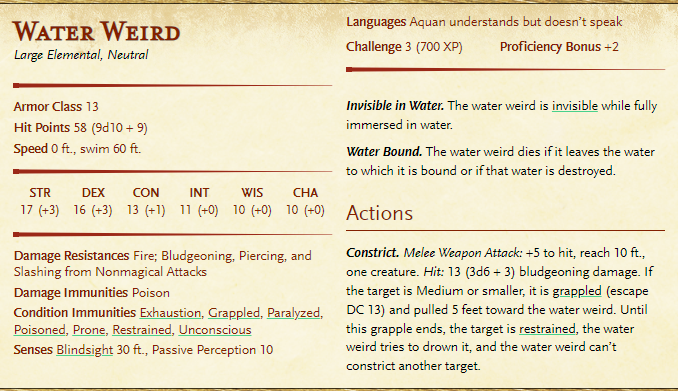 Water Weird
Large Elemental, Neutral
Armor Class 13
Hit Points 58 (9d10 + 9)
Speed 0 ft., swim 60 ft.
STR DEX CON INT WIS CHA
17 (+3) 16 (+3) 13 (+1) 11 (+0) 10 (+0) 10 (+0)
Damage Resistances Fire; Bludgeoning, Piercing, and
Slashing from Nonmagical Attacks
Damage Immunities Poison
Condition Immunities Exhaustion, Grappled, Paralyzed,
Poisoned, Prone, Restrained, Unconscious
Senses Blindsight 30 ft., Passive Perception 10
Languages Aquan understands but doesn't speak
Challenge 3 (700 XP) Proficiency Bonus +2
Invisible in Water. The water weird is invisible while fully
immersed in water.
Water Bound. The water weird dies if it leaves the water
to which it is bound or if that water is destroyed.
Actions
Constrict. Melee Weapon Attack: +5 to hit, reach 10 ft.,
one creature. Hit: 13 (3d6 + 3) bludgeoning damage. If
the target is Medium or smaller, it is grappled (escape
DC 13) and pulled 5 feet toward the water weird. Until
this grapple ends, the target is restrained, the water
weird tries to drown it, and the water weird can't
constrict another target.